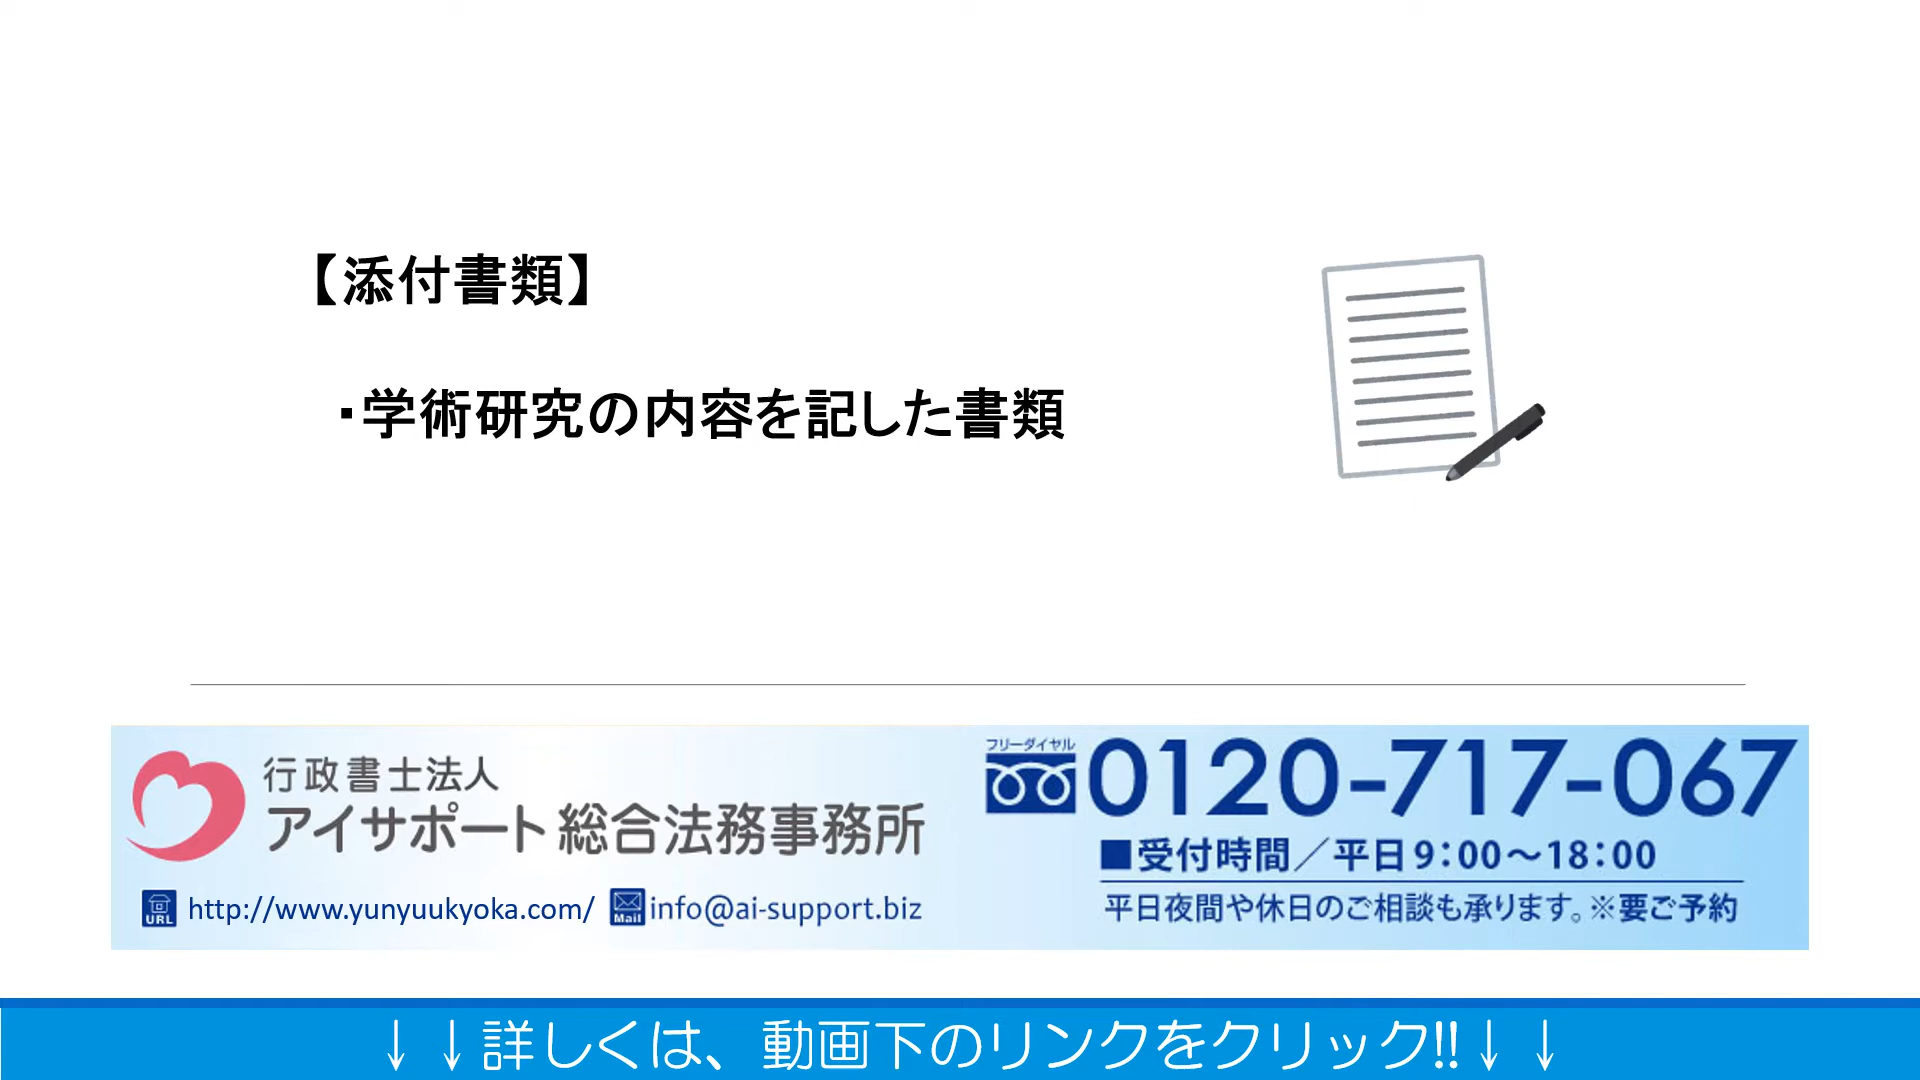 【添付書類】
・学術研究の内容を記した書類
行政書士法人
アイサポート総合法務事務所
URL http://www.yunyuukyoka.com/ Mail info@ai-support.biz
フリーダイヤル
0120-717-067
■受付時間／平日9：00～18：00
平日夜間や休日のご相談も承ります。※要ご予約
↓↓詳しくは、動画下のリンクをクリック!!↓↓